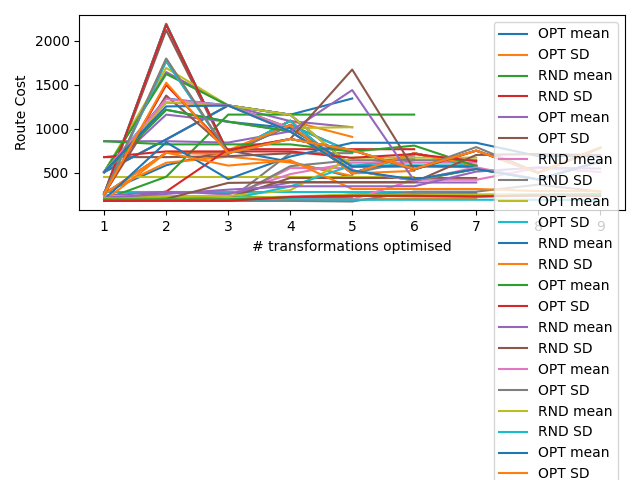 Route Cost
2000
1500
1000
500
1 2 3 4 5 6 7 8 9
# transformations optimised
OPT mean
OPT SD
RND mean
RND SD
OPT mean
OPT SD
RND mean
RND SD
OPT mean
OPT SD
RND mean
RND SD
OPT mean
OPT SD
RND mean
RND SD
OPT mean
OPT SD
RND mean
RND SD
OPT mean
OPT SD